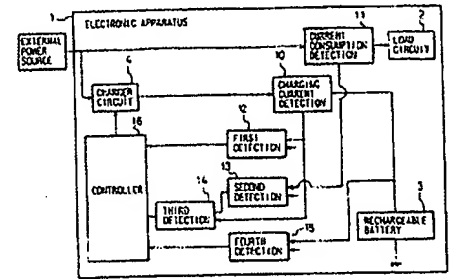 1
ELECTRONIC APPARATUS
EXTERNAL
POWER
SOURCE
11
CURRENT
CONSUMPTION
DETECTION
2
LOAD
CIRCUIT
4
CHARGER
CIRCUIT
10
CHARGING
CURRENT
DETECTION
16
CONTROLLER
12
FIRST
DETECTION
13
SECOND
DETECTION
14
THIRD
DETECTION
15
FOURTH
DETECTION
3
RECHARGEABLE
BATTERY